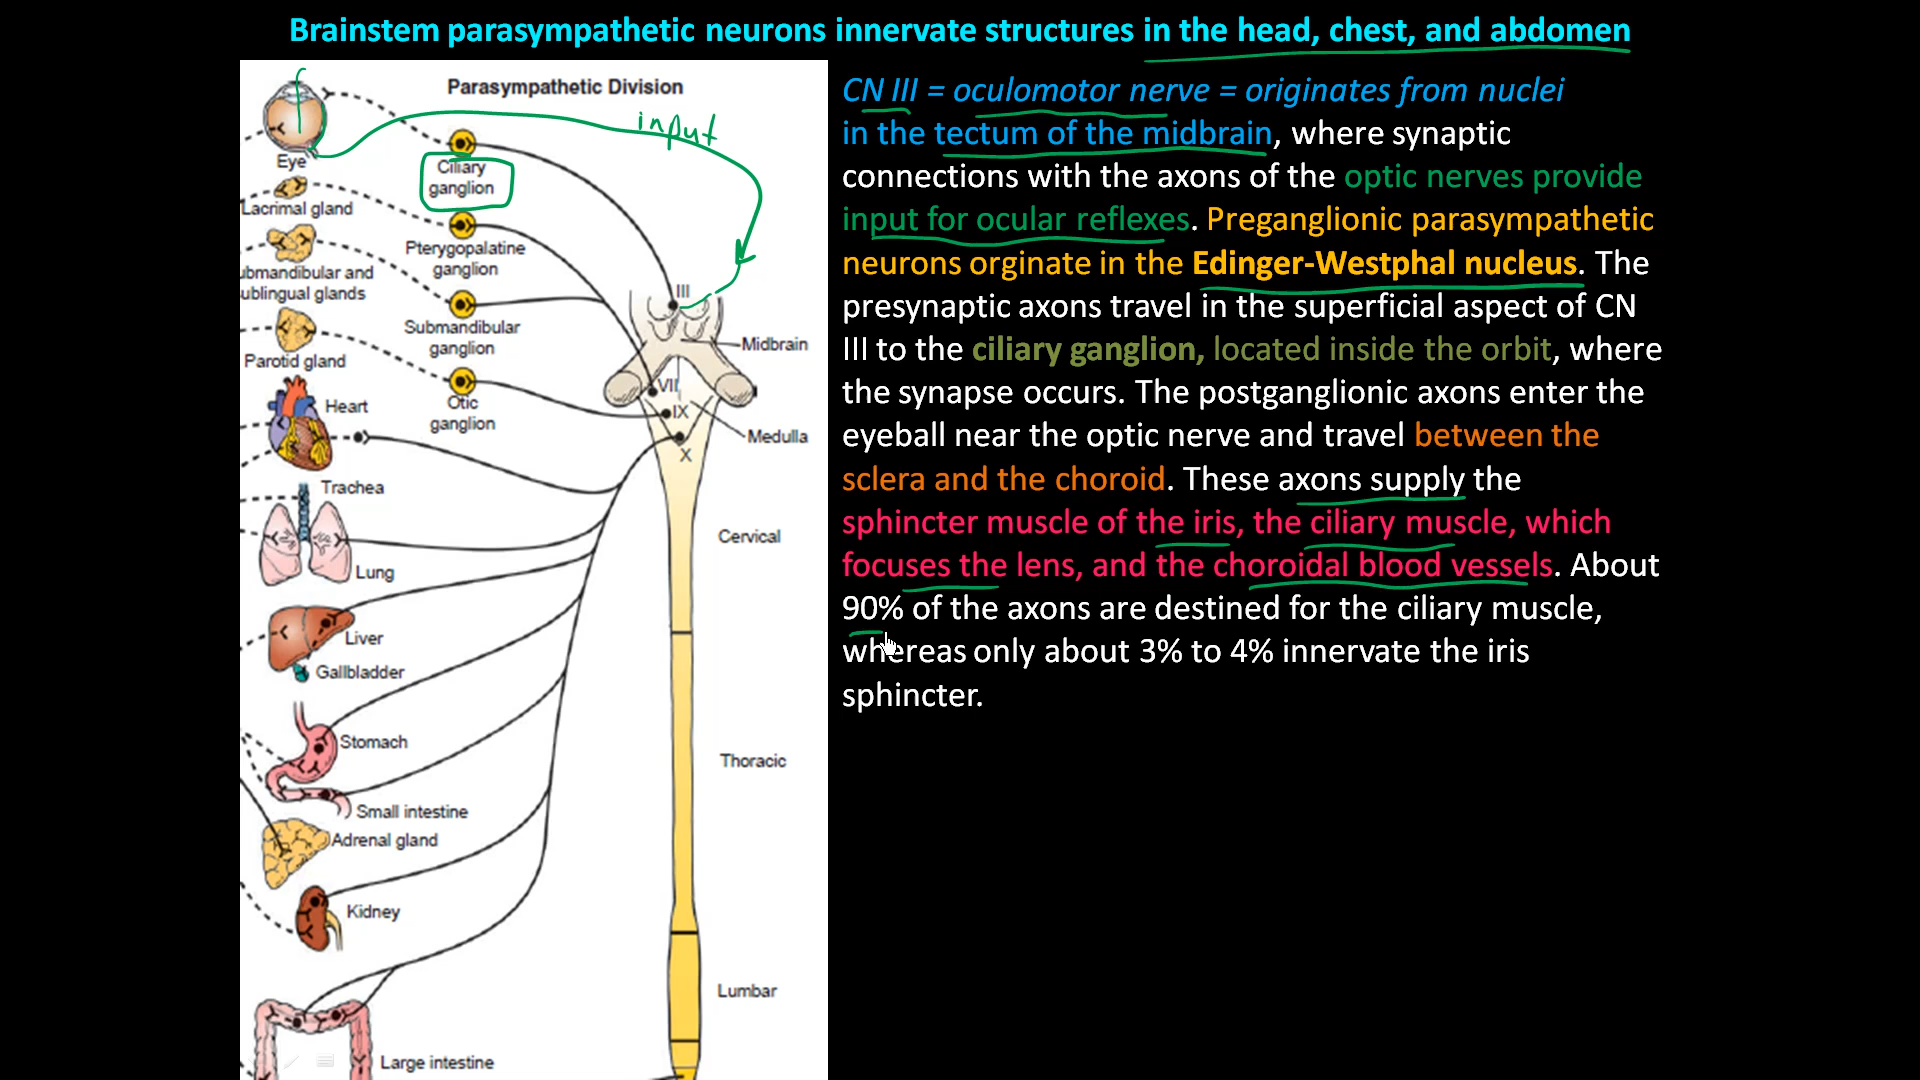 Brainstem parasympathetic neurons innervate structures in the head, chest, and abdomen
Parasympathetic Division
input
Eye
Ciliary
ganglion
Lacrimal gland
Pterygopalatine
ganglion
ubmandibular and
ublingual glands
Submandibular
ganglion
Parotid gland
Otic
ganglion
Heart
Trachea
Lung
Liver
Gallbladder
Stomach
Small intestine
Adrenal gland
Kidney
Large intestine
III
Midbrain
VII
IX
Medulla
X
Cervical
Thoracic
Lumbar
CN III = oculomotor nerve = originates from nuclei
in the tectum of the midbrain, where synaptic
connections with the axons of the optic nerves provide
input for ocular reflexes. Preganglionic parasympathetic
neurons orginate in the Edinger-Westphal nucleus. The
presynaptic axons travel in the superficial aspect of CN
III to the ciliary ganglion, located inside the orbit, where
the synapse occurs. The postganglionic axons enter the
eyeball near the optic nerve and travel between the
sclera and the choroid. These axons supply the
sphincter muscle of the iris, the ciliary muscle, which
focuses the lens, and the choroidal blood vessels. About
90% of the axons are destined for the ciliary muscle,
whereas only about 3% to 4% innervate the iris
sphincter.